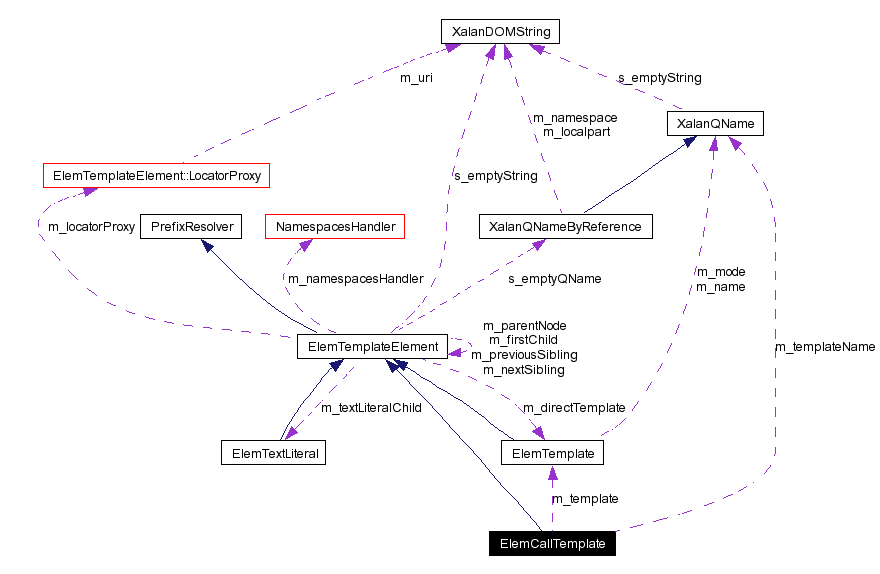 XalanDOMString
m_uri
s_emptyString
m_namespace
m_localpart
XalanQName
ElemTemplateElement::LocatorProxy
s_emptyString
m_locatorProxy
PrefixResolver
NamespacesHandler
XalanQNameByReference
m_namespacesHandler
s_emptyQName
m_mode
m_name
m_parentNode
m_firstChild
m_previousSibling
m_nextSibling
ElemTemplateElement
m_templateName
m_textLiteralChild
m_directTemplate
ElemTextLiteral
ElemTemplate
m_template
ElemCallTemplate